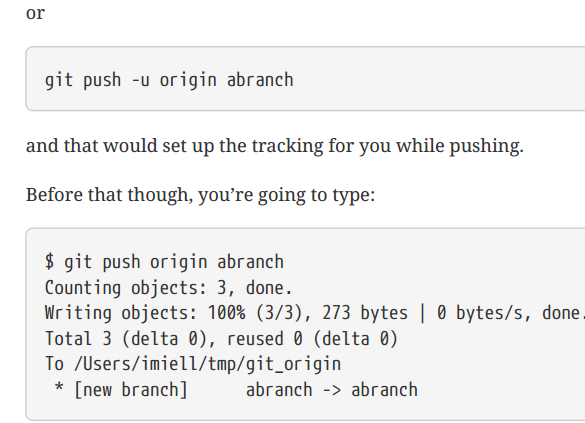 or
git push -u origin abranch
and that would set up the tracking for you while pushing.
Before that though, you’re going to type:
$ git push origin abranch
Counting objects: 3, done.
Writing objects: 100% (3/3), 273 bytes | 0 bytes/s, done.
Total 3 (delta 0), reused 0 (delta 0)
To /Users/imiell/tmp/git_origin
 * [new branch]      abranch -> abranch